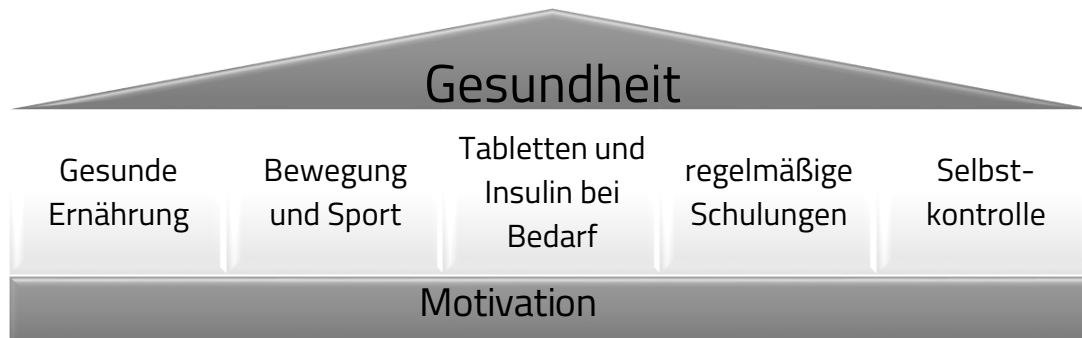 Gesundheit
Gesunde
Ernährung
Bewegung
und Sport
Tabletten und
Insulin bei
Bedarf
regelmäßige
Schulungen
Selbst-
kontrolle
Motivation